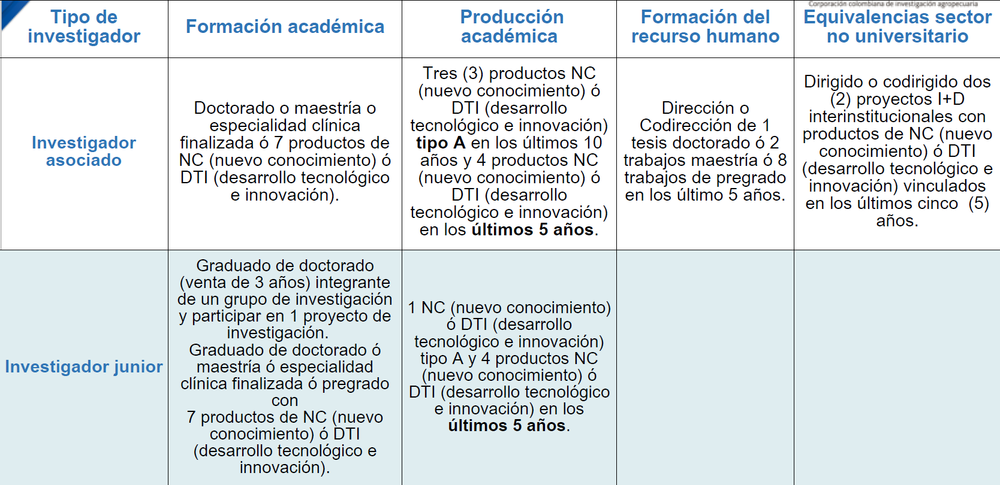 Corporación colombiana de investigación agropecuaria
Tipo de
investigador
Formación académica
Producción
académica
Formación del
recurso humano
Equivalencias sector
no universitario
Investigador
asociado
Doctorado o maestría o
especialidad clínica
finalizada ó 7 productos de
NC (nuevo conocimiento) ó
DTI (desarrollo tecnológico
e innovación).
Tres (3) productos NC
(nuevo conocimiento) ó
DTI (desarrollo
tecnológico e innovación)
tipo A en los últimos 10
años y 4 productos NC
(nuevo conocimiento) ó
DTI (desarrollo
tecnológico e innovación)
en los últimos 5 años.
Dirección o
Codirección de 1
tesis doctorado ó 2
trabajos maestría ó 8
trabajos de pregrado
en los último 5 años.
Dirigido o codirigido dos
(2) proyectos I+D
interinstitucionales con
productos de NC (nuevo
conocimiento) ó DTI
(desarrollo tecnológico e
innovación) vinculados
en los últimos cinco  (5)
años.
Investigador junior
Graduado de doctorado
(venta de 3 años) integrante
de un grupo de investigación
y participar en 1 proyecto de
investigación.
Graduado de doctorado ó
maestría ó especialidad
clínica finalizada ó pregrado
con
7 productos de NC (nuevo
conocimiento) ó DTI
(desarrollo tecnológico e
innovación).
1 NC (nuevo conocimiento)
ó DTI (desarrollo
tecnológico e innovación)
tipo A y 4 productos NC
(nuevo conocimiento) ó
DTI (desarrollo tecnológico
e innovación) en los
últimos 5 años.